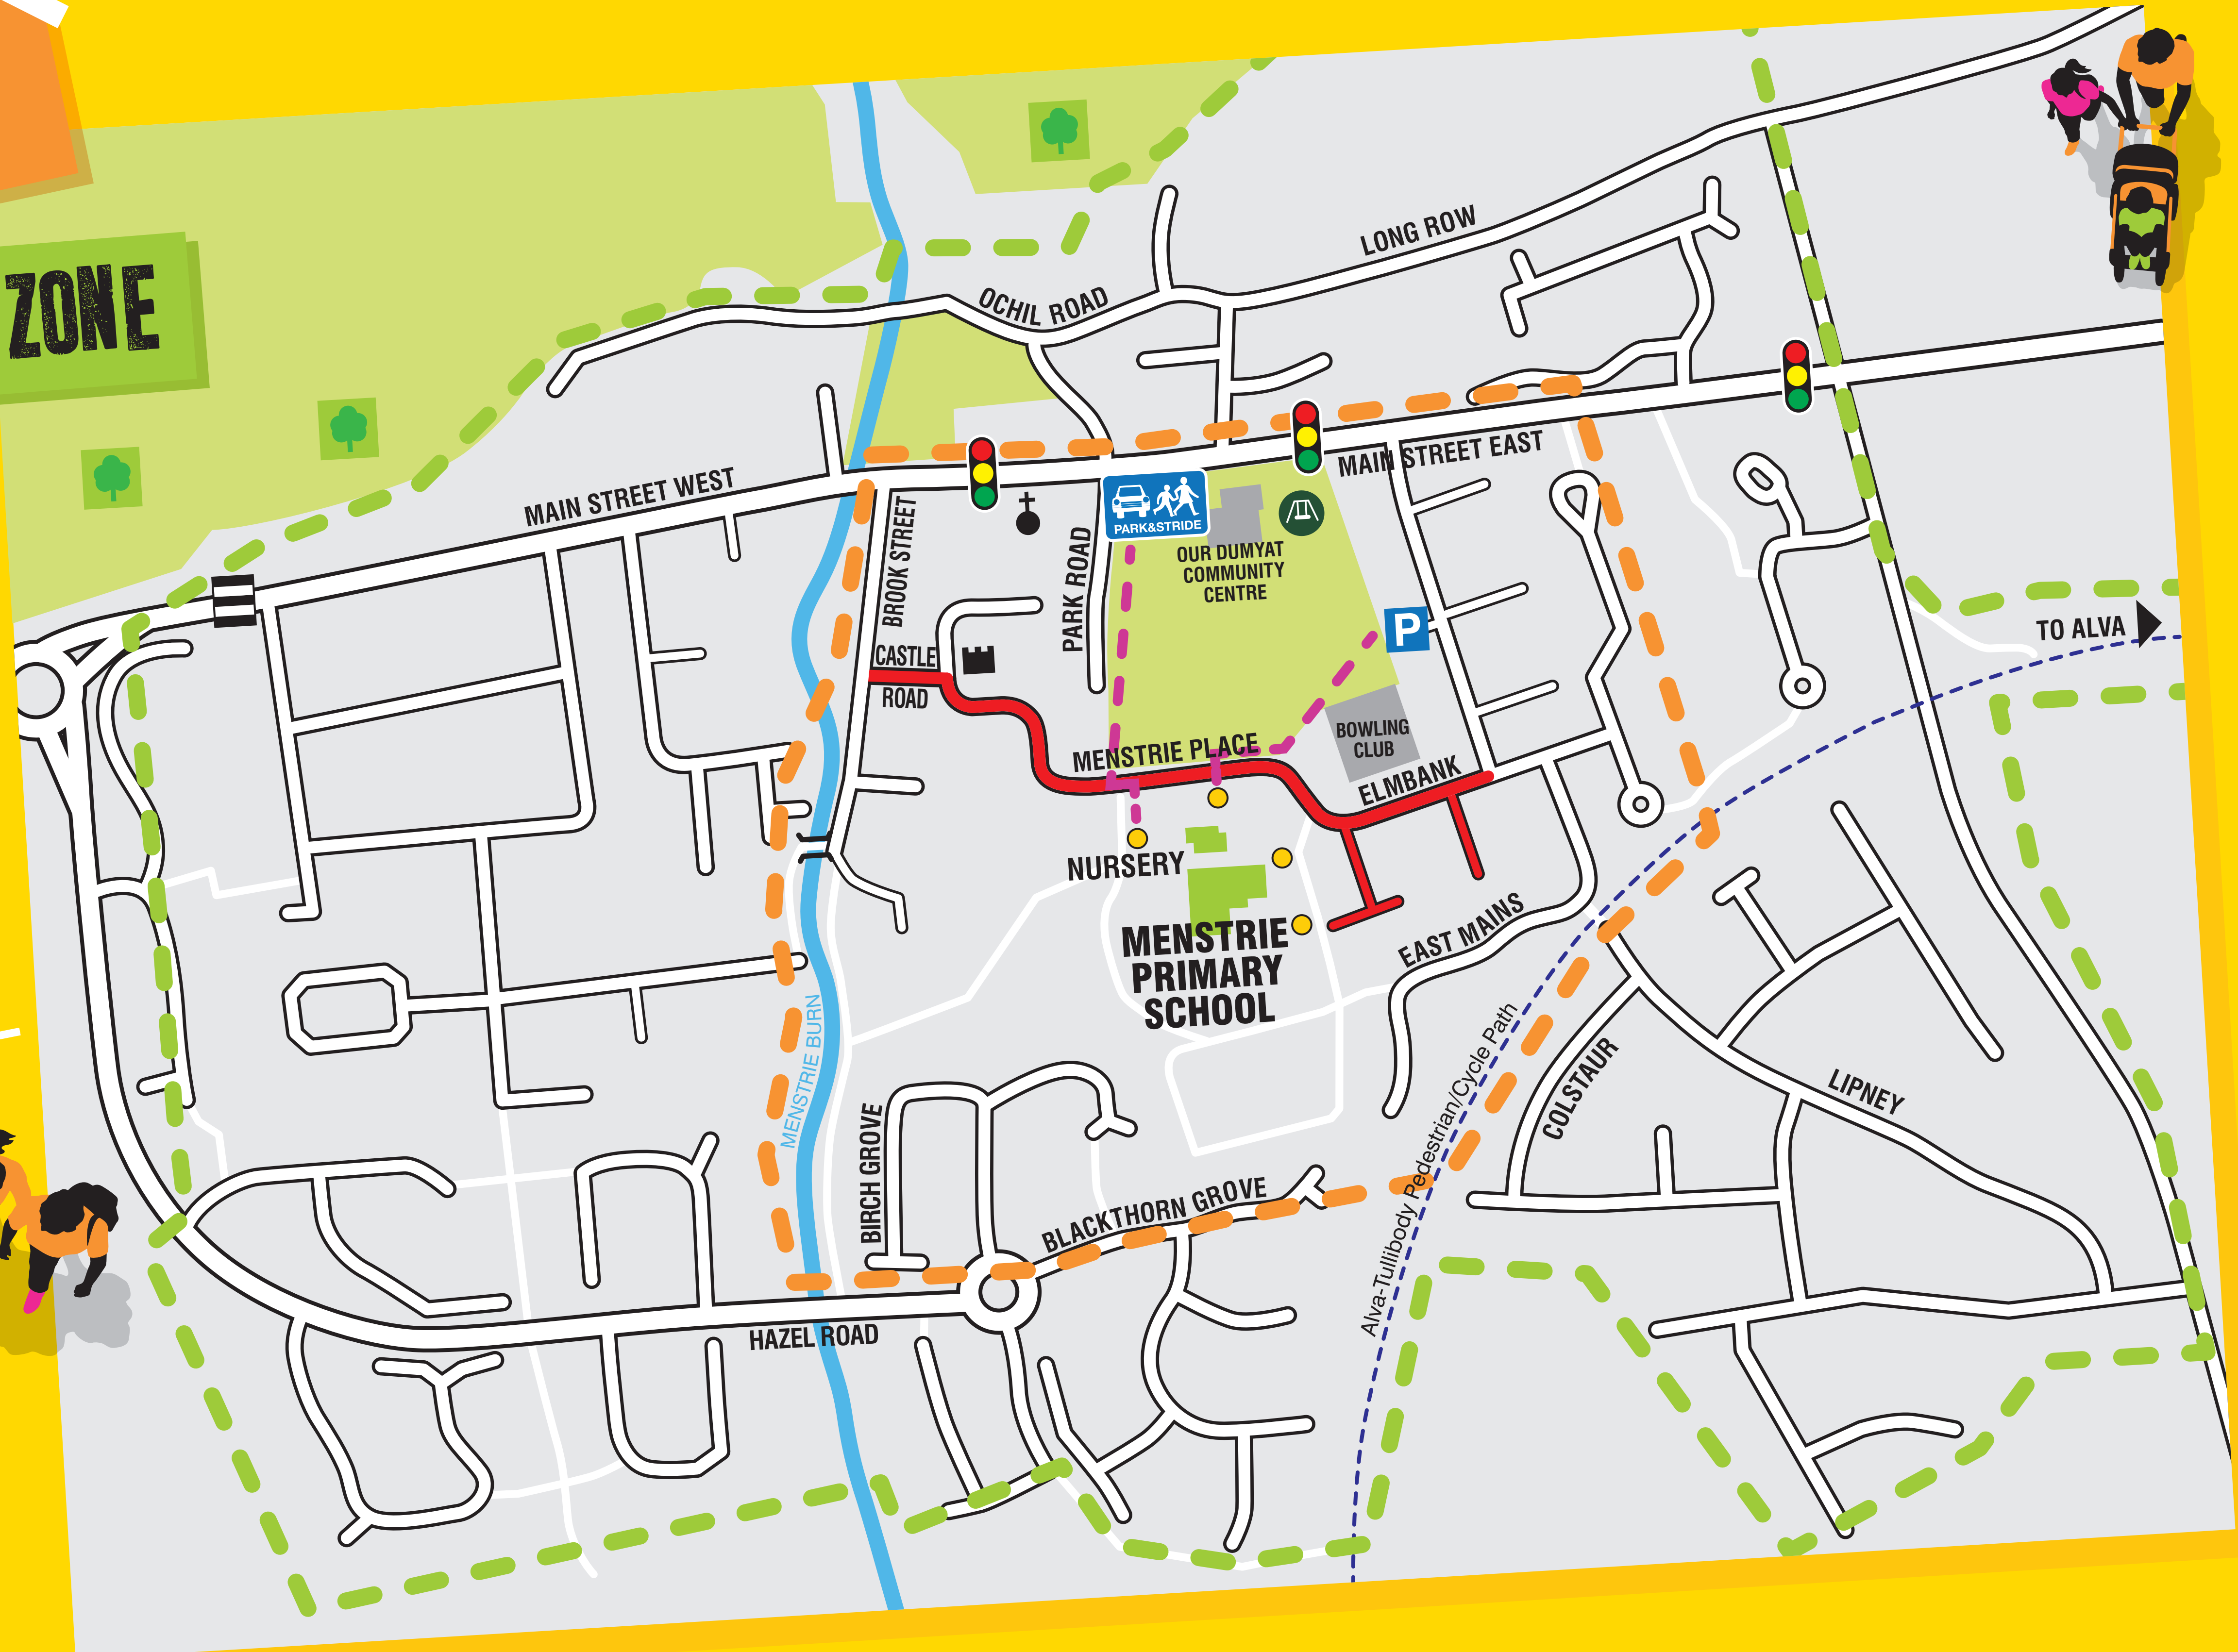 ZONE
LONG ROW
OCHIL ROAD
MAIN STREET WEST
MAIN STREET EAST
PARK&STRIDE
BROOK STREET
PARK ROAD
OUR DUMYAT
COMMUNITY
CENTRE
P
TO ALVA
CASTLE
ROAD
BOWLING
CLUB
MENSTRIE PLACE
ELMBANK
NURSERY
MENSTRIE
PRIMARY
SCHOOL
EAST MAINS
MENSTRIE BURN
Alva-Tullibody Pedestrian/Cycle Path
COLSTAUR
LIPNEY
BIRCH GROVE
BLACKTHORN GROVE
HAZEL ROAD